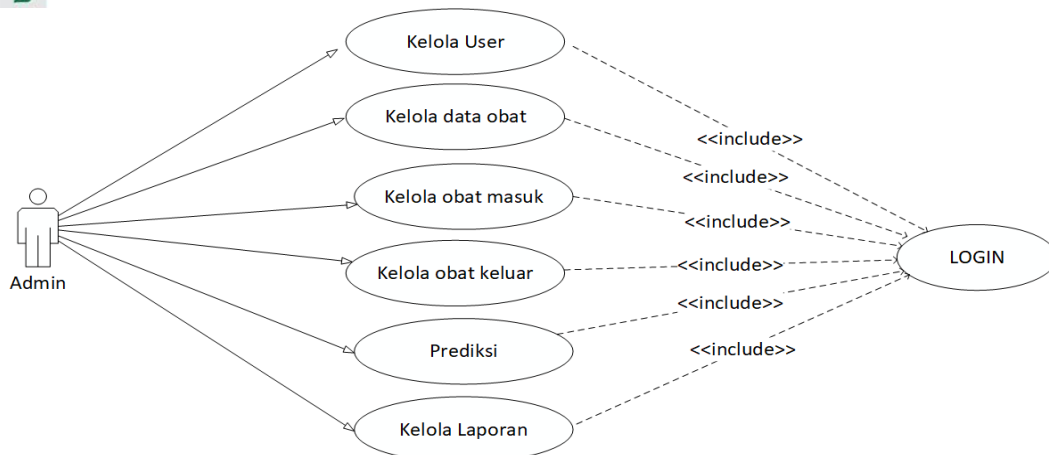 Kelola User
Kelola data obat
<<include>>
<<include>>
Kelola obat masuk
<<include>>
Admin
Kelola obat keluar
<<include>>
LOGIN
<<include>>
Prediksi
<<include>>
Kelola Laporan